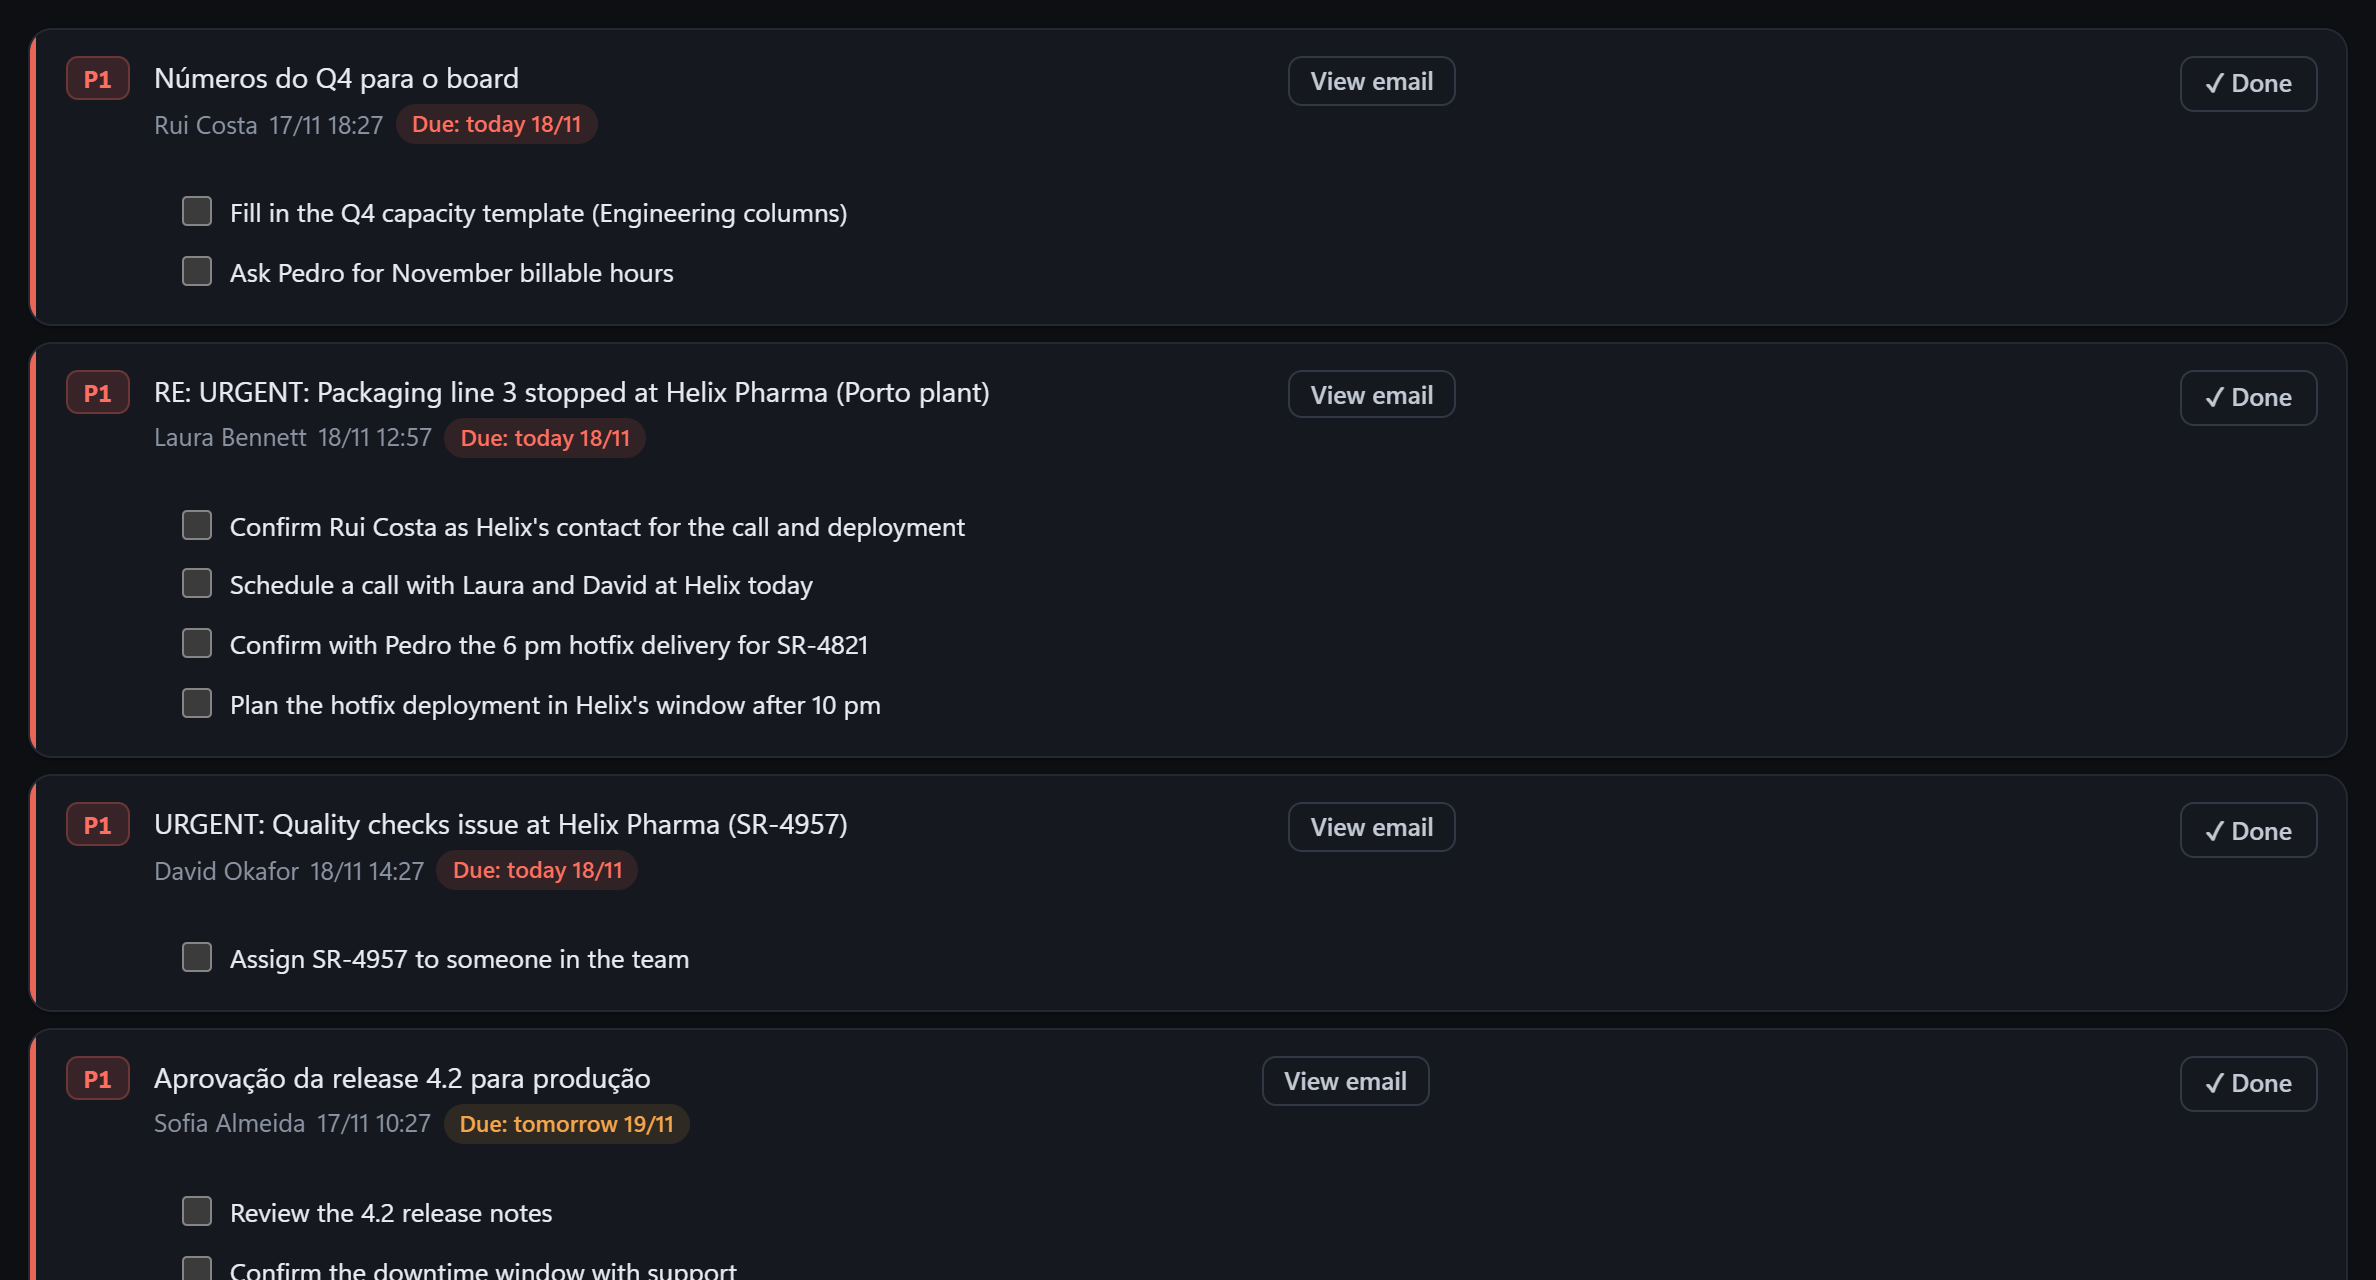 P1 Números do Q4 para o board View email ✓ Done
Rui Costa 17/11 18:27 Due: today 18/11
Fill in the Q4 capacity template (Engineering columns)
Ask Pedro for November billable hours
P1 RE: URGENT: Packaging line 3 stopped at Helix Pharma (Porto plant) View email ✓ Done
Laura Bennett 18/11 12:57 Due: today 18/11
Confirm Rui Costa as Helix's contact for the call and deployment
Schedule a call with Laura and David at Helix today
Confirm with Pedro the 6 pm hotfix delivery for SR-4821
Plan the hotfix deployment in Helix's window after 10 pm
P1 URGENT: Quality checks issue at Helix Pharma (SR-4957) View email ✓ Done
David Okafor 18/11 14:27 Due: today 18/11
Assign SR-4957 to someone in the team
P1 Aprovação da release 4.2 para produção View email ✓ Done
Sofia Almeida 17/11 10:27 Due: tomorrow 19/11
Review the 4.2 release notes
Confirm the downtime window with support